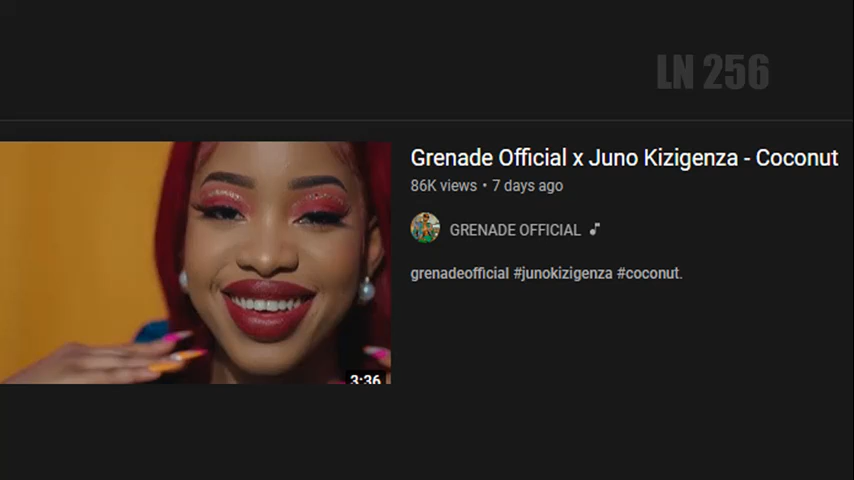 LN 256
Grenade Official x Juno Kizigenza - Coconut
86K views • 7 days ago
GRENADE OFFICIAL
grenadeofficial #junokizigenza #coconut.
3:36